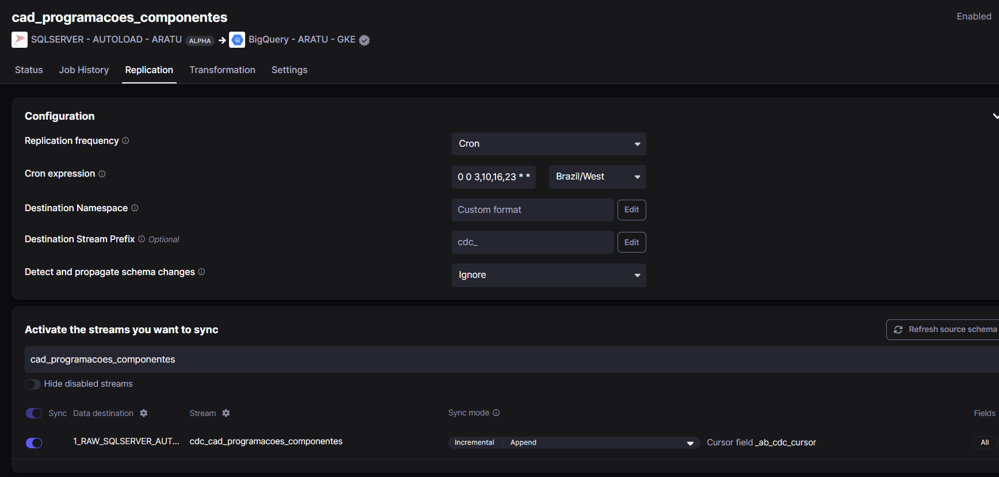 cad_programacoes_componentes
Enabled
SQLSERVER - AUTOLOAD - ARATU ALPHA BigQuery - ARATU - GKE
Status Job History Replication Transformation Settings
Configuration
Replication frequency Cron
Cron expression 0 0 3,10,16,23 * * Brazil/West
Destination Namespace Custom format Edit
Destination Stream Prefix Optional cdc_ Edit
Detect and propagate schema changes Ignore
Activate the streams you want to sync
Refresh source schema
cad_programacoes_componentes
Hide disabled streams
Sync Data destination Stream Sync mode Fields
1_RAW_SQLSERVER_AUT... cdc_cad_programacoes_componentes Incremental Append Cursor field _ab_cdc_cursor All